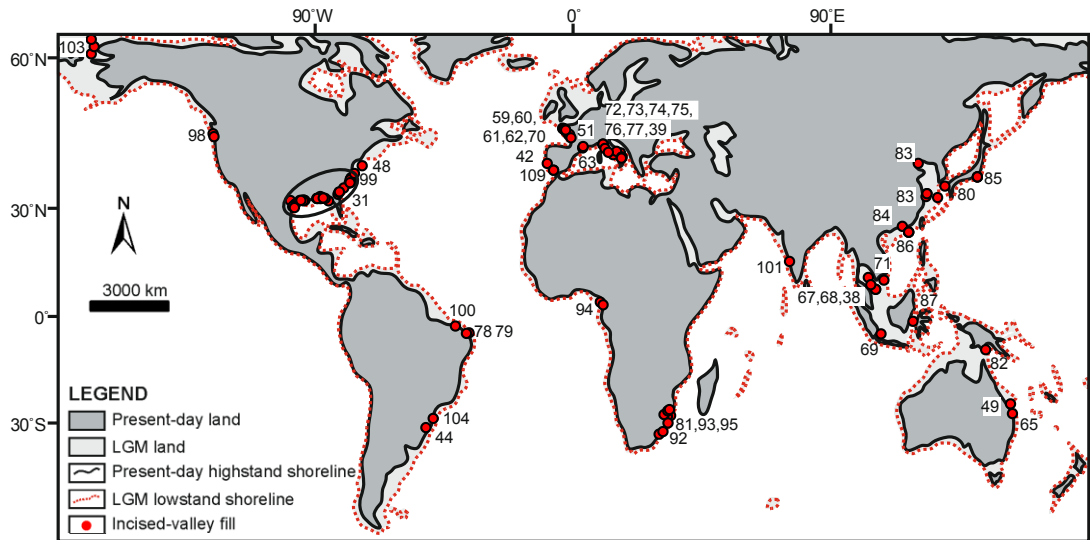 90°W 0° 90°E
60°N
30°N
0°
30°S
103
98
48
99
31
59,60,
61,62,70
51
72,73,74,75,
76,77,39
42
109
63
83
83
85
80
84
86
101
71
67,68,38
87
69
82
49
65
94
100
78 79
104
44
81,93,95
92
N
3000 km
LEGEND
Present-day land
LGM land
Present-day highstand shoreline
LGM lowstand shoreline
Incised-valley fill